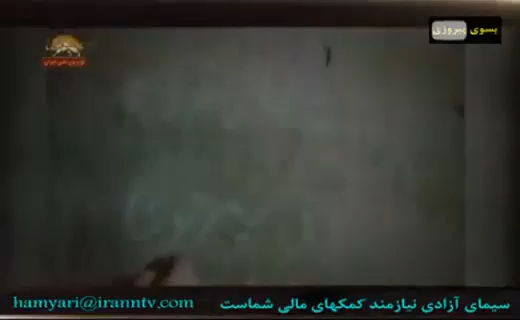 بسوی پیروزی
سیمای آزادی نیازمند کمکهای مالی شماست hamyari@iranntv.com